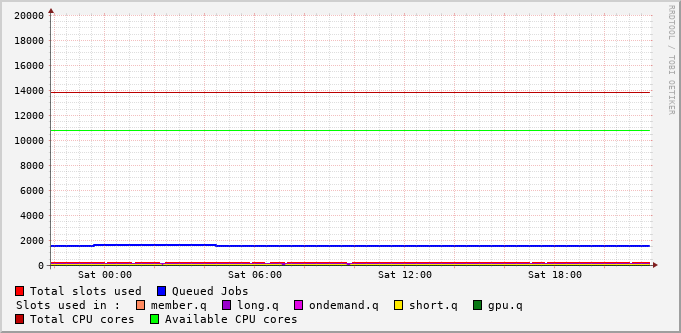 20000
18000
16000
14000
12000
10000
8000
6000
4000
2000
0
Sat 00:00 Sat 06:00 Sat 12:00 Sat 18:00
RRDTOOL / TOBI OETIKER
Total slots used Queued Jobs
Slots used in : member.q long.q ondemand.q short.q gpu.q
Total CPU cores Available CPU cores